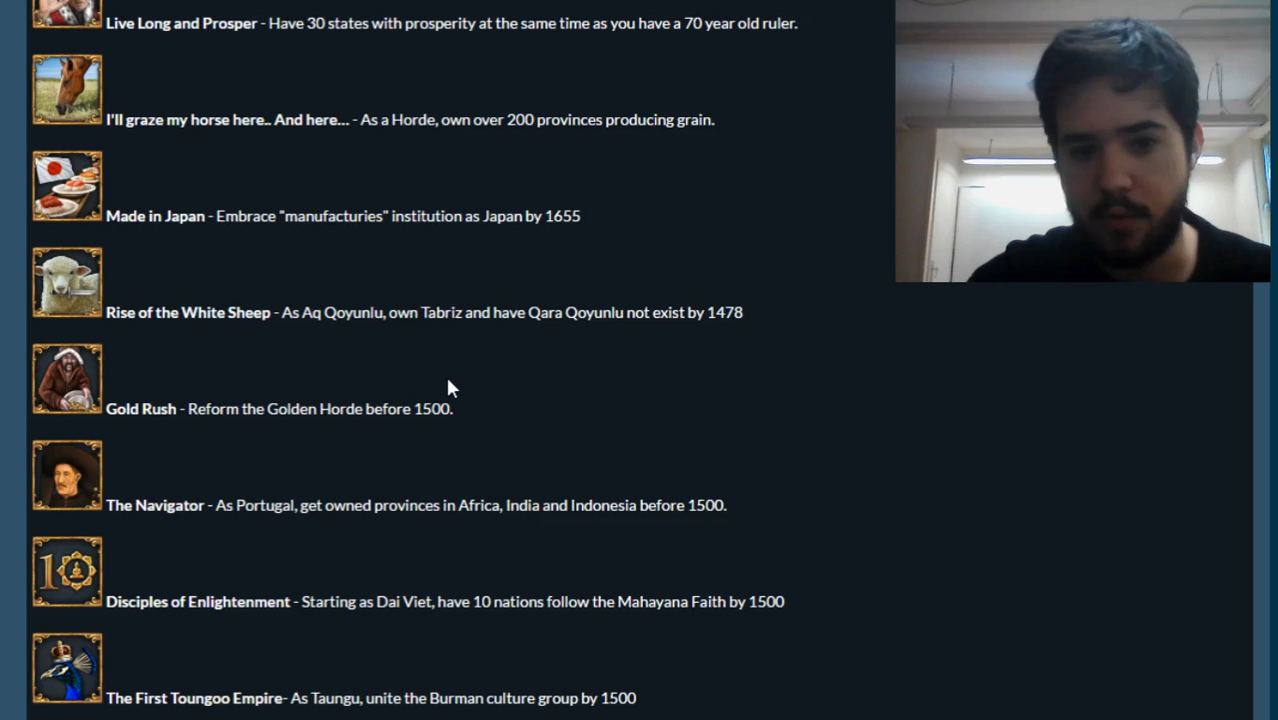 Live Long and Prosper - Have 30 states with prosperity at the same time as you have a 70 year old ruler.
I'll graze my horse here.. And here... - As a Horde, own over 200 provinces producing grain.
Made in Japan - Embrace "manufacturies" institution as Japan by 1655
Rise of the White Sheep - As Aq Qoyunlu, own Tabriz and have Qara Qoyunlu not exist by 1478
Gold Rush - Reform the Golden Horde before 1500.
The Navigator - As Portugal, get owned provinces in Africa, India and Indonesia before 1500.
10
Disciples of Enlightenment - Starting as Dai Viet, have 10 nations follow the Mahayana Faith by 1500
The First Toungoo Empire- As Taungu, unite the Burman culture group by 1500